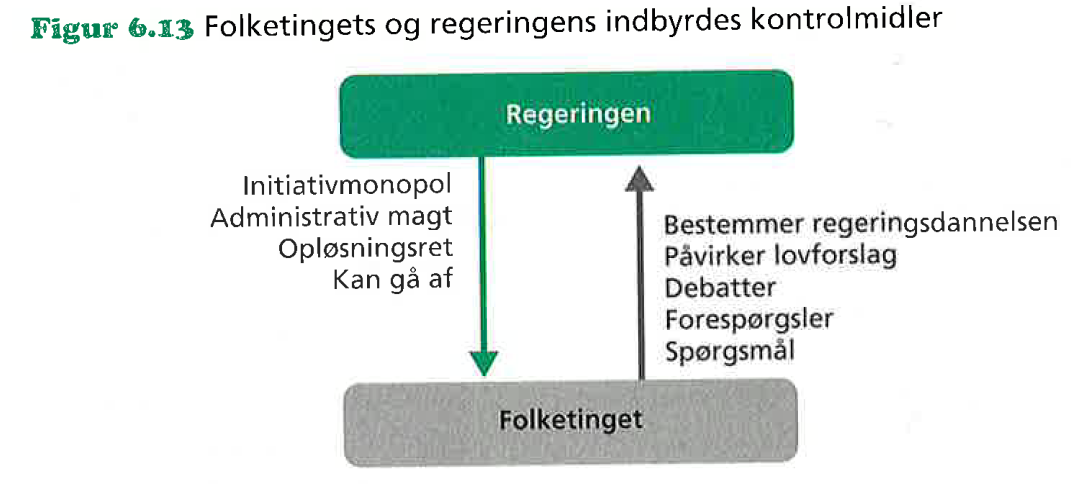 Figur 6.13 Folketingets og regeringens indbyrdes kontrolmidler
Regeringen
Initiativmonopol
Administrativ magt
Opløsningsret
Kan gå af
Bestemmer regeringsdannelsen
Påvirker lovforslag
Debatter
Forespørgsler
Spørgsmål
Folketinget